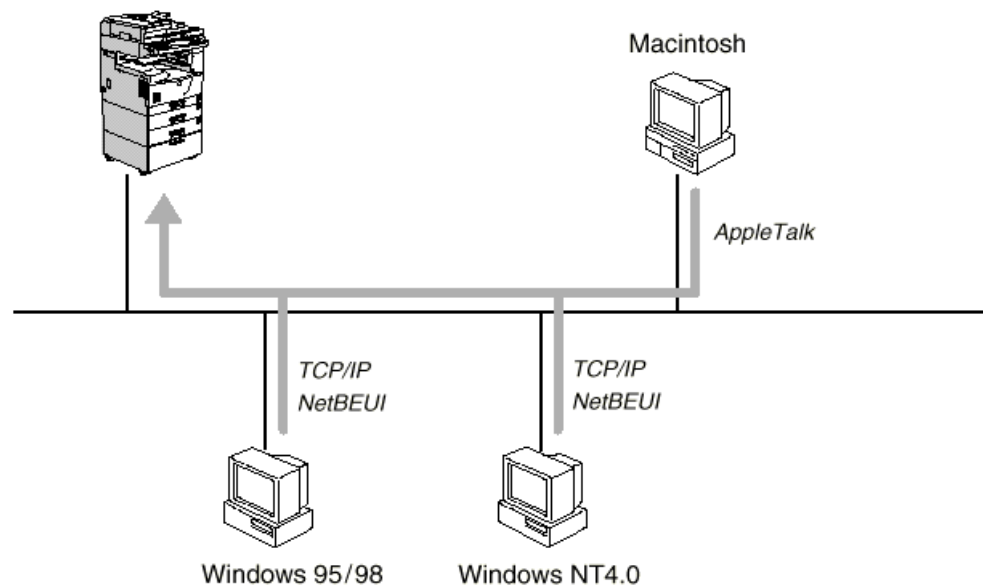 Macintosh
AppleTalk
TCP/IP
NetBEUI
TCP/IP
NetBEUI
Windows 95/98
Windows NT4.0